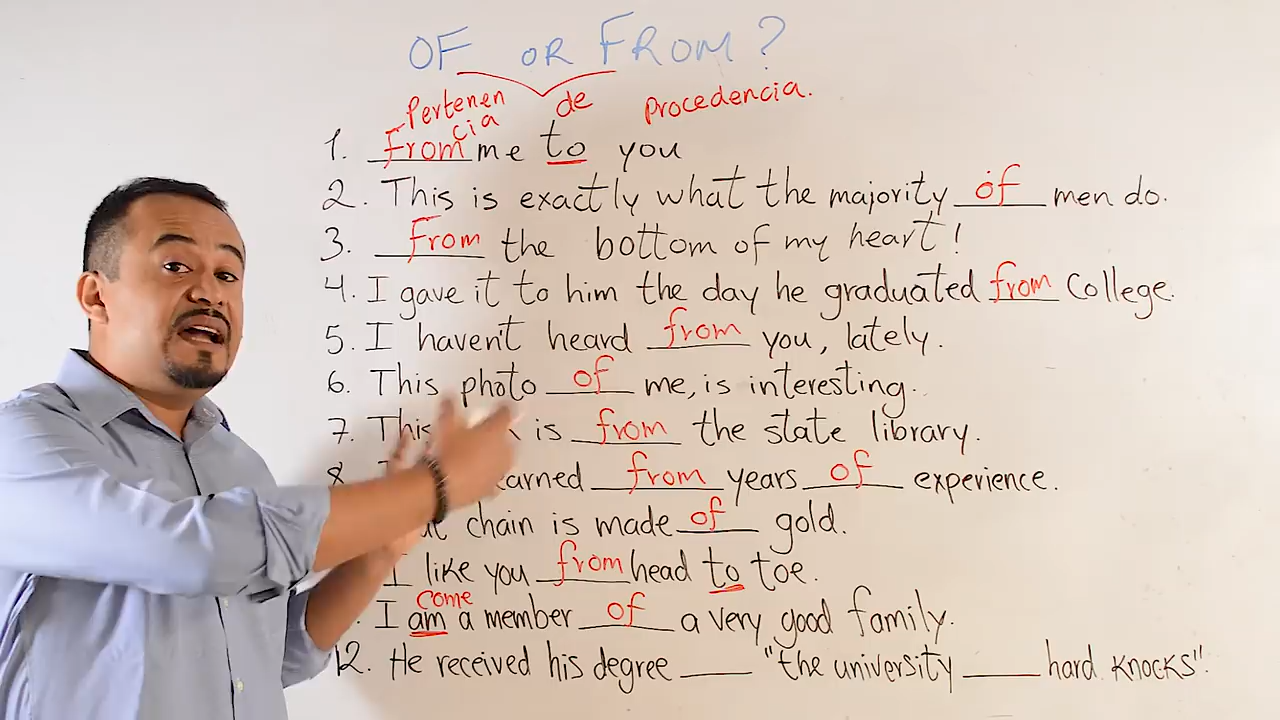 OF OR FROM?
Pertenen
cia
de
Procedencia.
1. From me to you
2. This is exactly what the majority of men do.
3. From the bottom of my heart!
4. I gave it to him the day he graduated from College.
5. I haven't heard from you, lately.
6. This photo of me, is interesting.
7. This is from the state library.
8. from years of experience.
chain is made of gold.
I like you from head to toe.
come
I am a member of a very good family.
12. He received his degree ____ "the university ____ hard knocks".